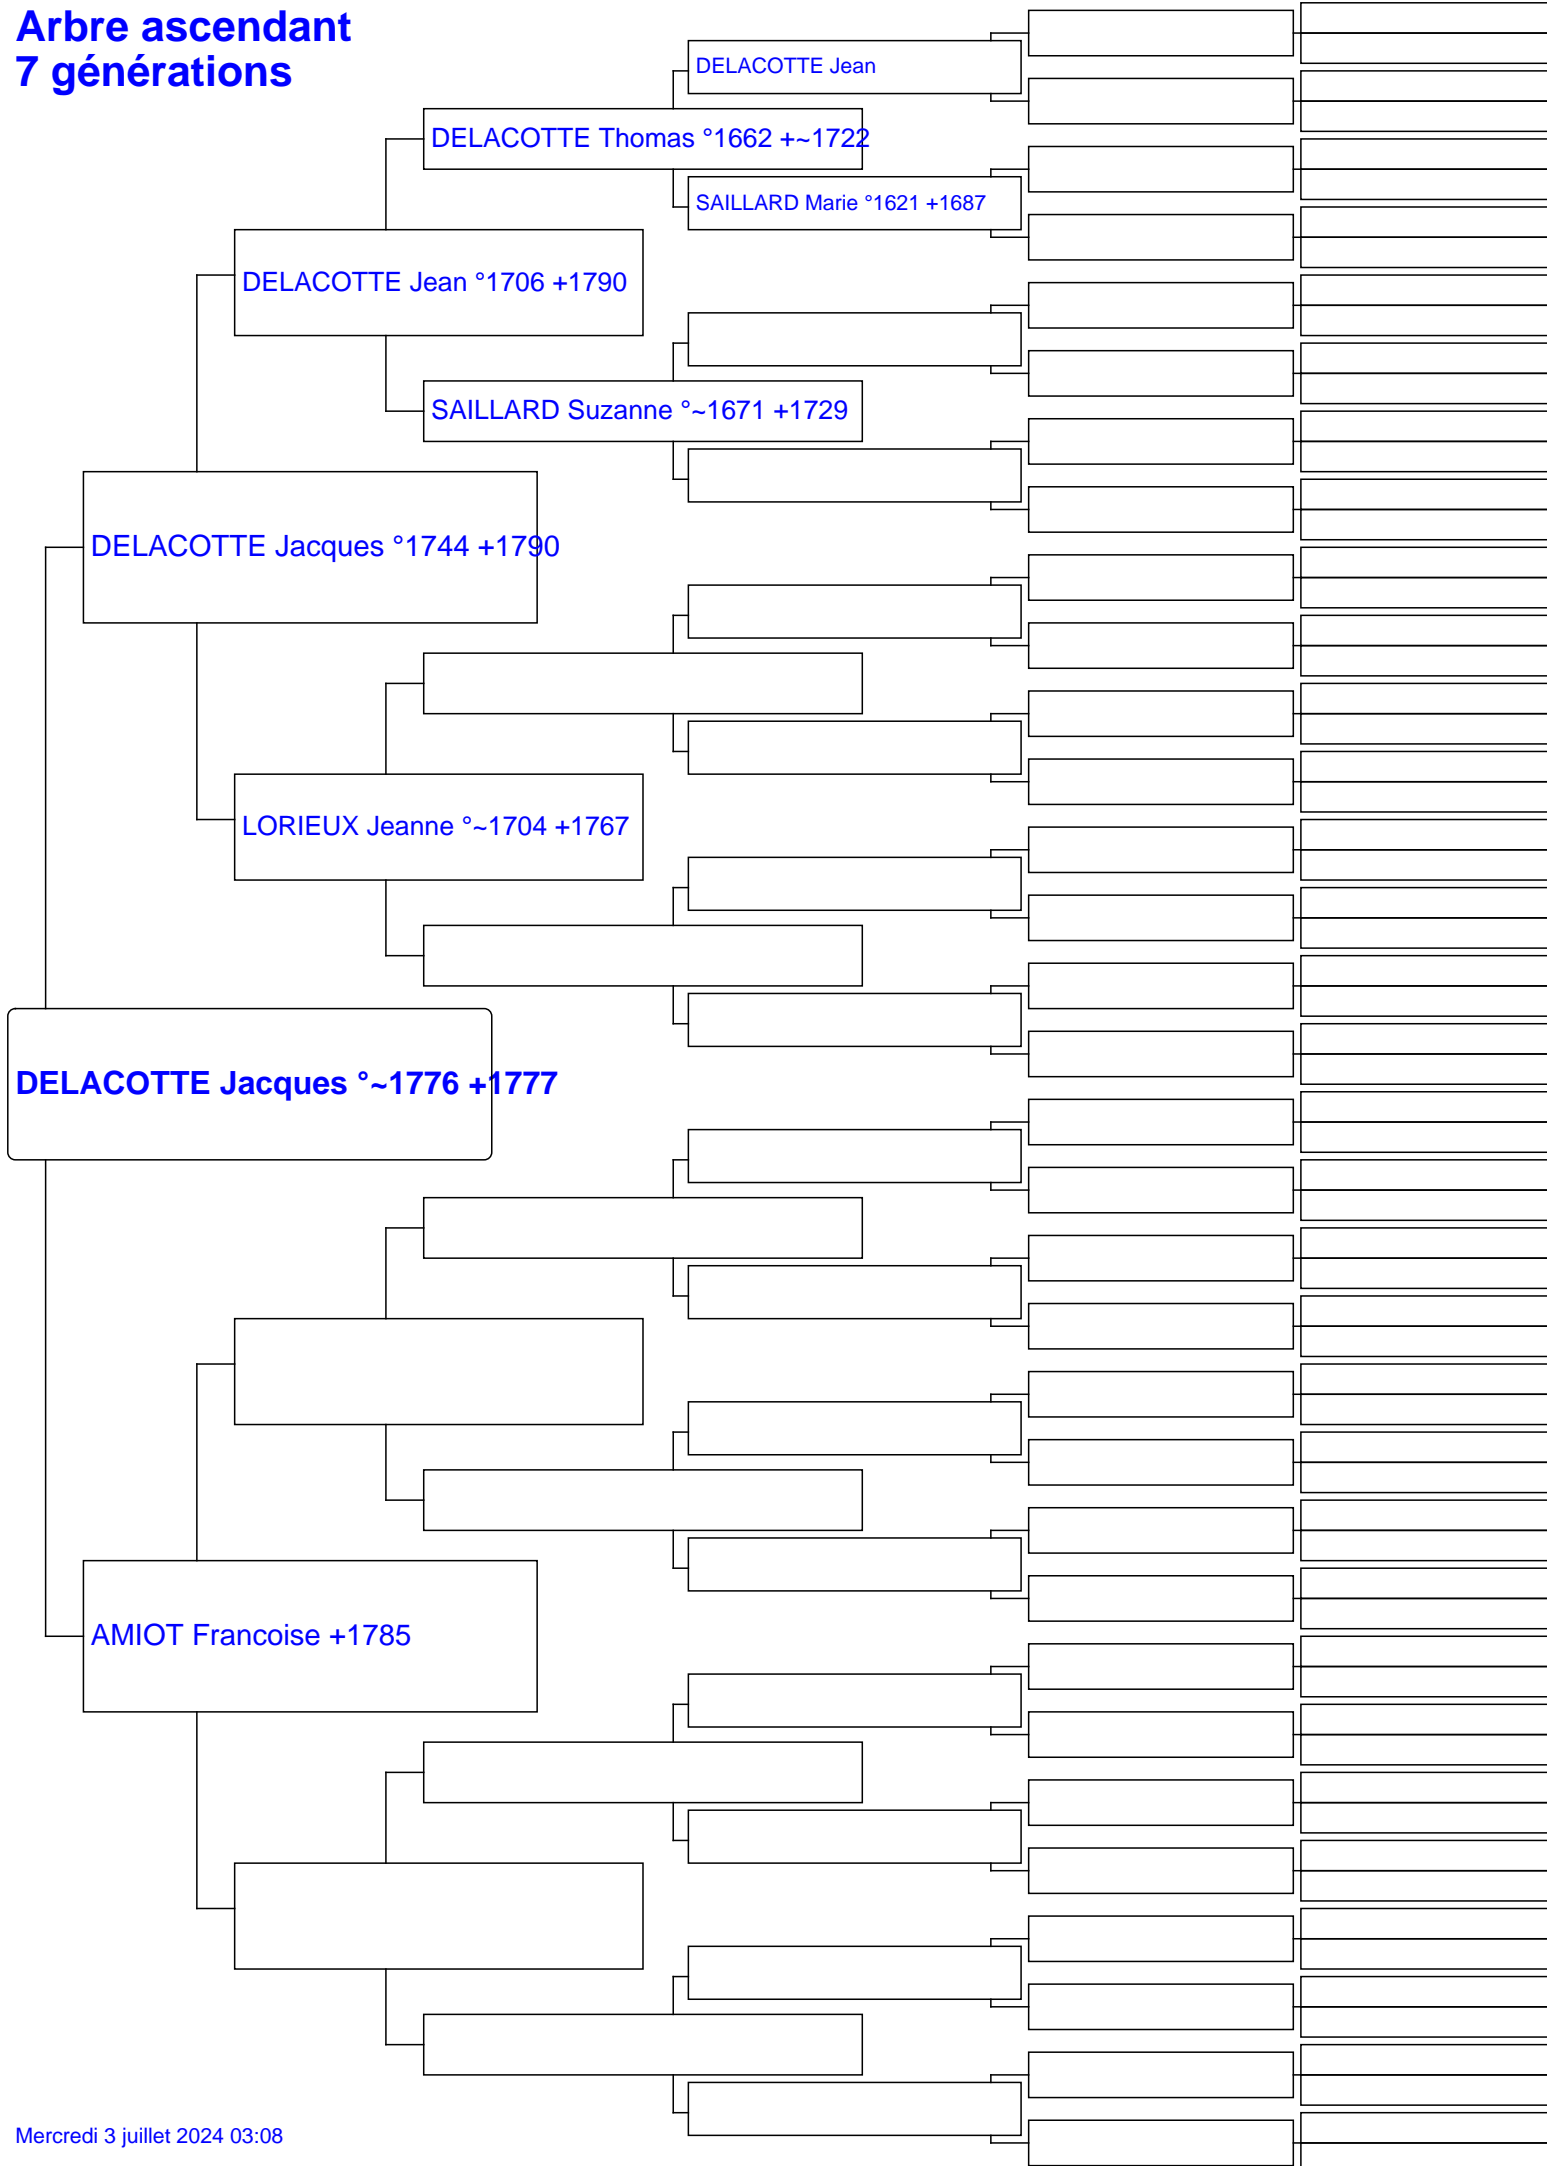 Arbre ascendant
7 générations
DELACOTTE Jean
DELACOTTE Thomas °1662 +~1722
SAILLARD Marie °1621 +1687
DELACOTTE Jean °1706 +1790
SAILLARD Suzanne °~1671 +1729
DELACOTTE Jacques °1744 +1790
LORIEUX Jeanne °~1704 +1767
DELACOTTE Jacques °~1776 +1777
AMIOT Francoise +1785
Mercredi 3 juillet 2024 03:08